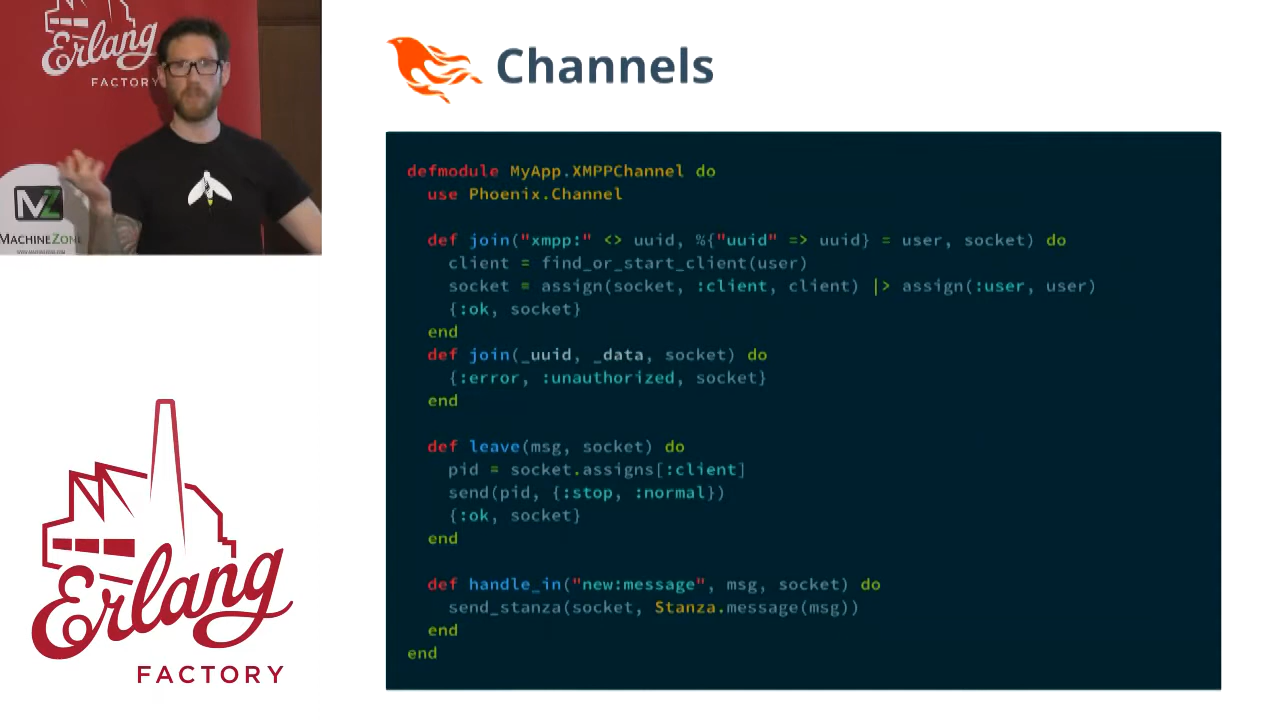 Erlang
FACTORY
MZ
MACHINEZONE
Channels
defmodule MyApp.XMPPChannel do
use Phoenix.Channel
def join("xmpp:" <> uuid, %{"uuid" => uuid} = user, socket) do
client = find_or_start_client(user)
socket = assign(socket, :client, client) |> assign(:user, user)
{:ok, socket}
end
def join(_uuid, _data, socket) do
{:error, :unauthorized, socket}
end
def leave(msg, socket) do
pid = socket.assigns[:client]
send(pid, {:stop, :normal})
{:ok, socket}
end
def handle_in("new:message", msg, socket) do
send_stanza(socket, Stanza.message(msg))
end
end
Erlang
FACTORY